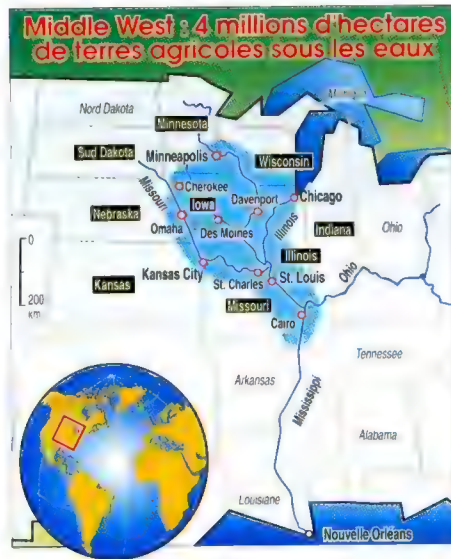 Middle West : 4 millions d'hectares
de terres agricoles sous les eaux
Nord Dakota
Minnesota
Sud Dakota
Minneapolis
Wisconsin
Missouri
Cherokee
Chicago
Davenport
Iowa
Nebraska
Illinois
Indiana
Ohio
Omaha
Des Moines
0
Illinois
Kansas City
St. Charles
St. Louis
Ohio
Kansas
200
km.
Missouri
Cairo
Tennessee
Arkansas
Mississippi
Alabama
Louisiane
Nouvelle Orléans